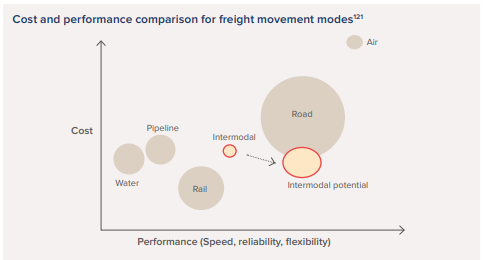 Cost and performance comparison for freight movement modes¹²¹
Air
Road
Cost
Pipeline
Intermodal
Water
Rail
Intermodal potential
Performance (Speed, reliability, flexibility)